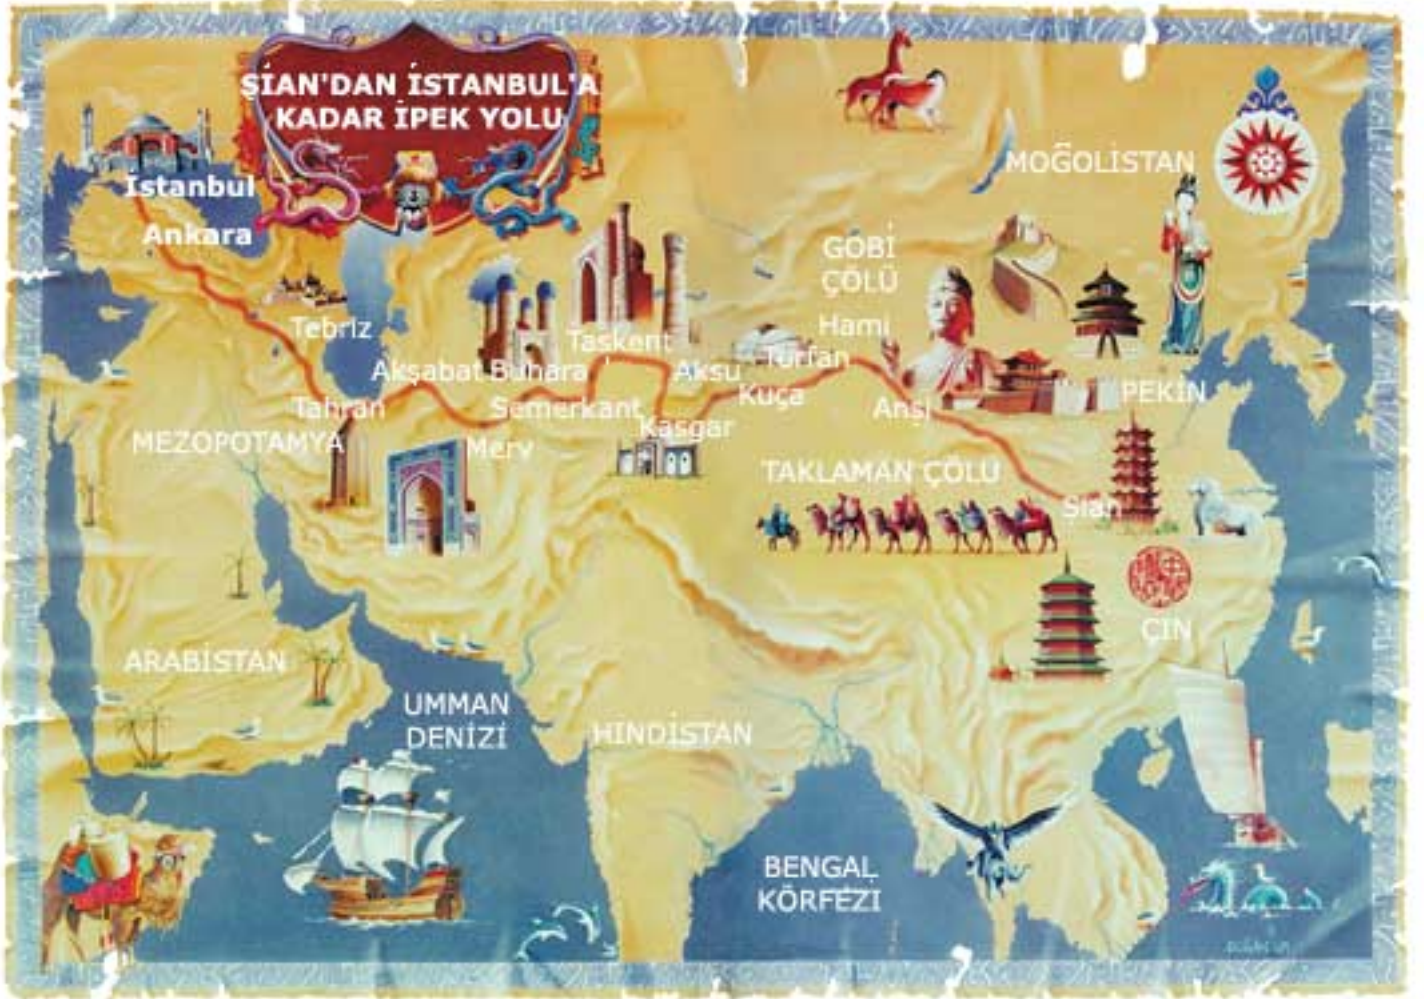 ŞİAN'DAN İSTANBUL'A
KADAR İPEK YOLU
İstanbul
Ankara
MOĞOLİSTAN
GOBİ
ÇÖLÜ
Tebriz
Hami
Taşkent
Turfan
Akşabat
Buhara
Aksu
Kuça
PEKİN
Tahran
Semerkant
Anşi
Kaşgar
MEZOPOTAMYA
Merv
TAKLAMAN ÇÖLÜ
Sian
ÇİN
ARABİSTAN
UMMAN
DENİZİ
HİNDİSTAN
BENGAL
KÖRFEZİ